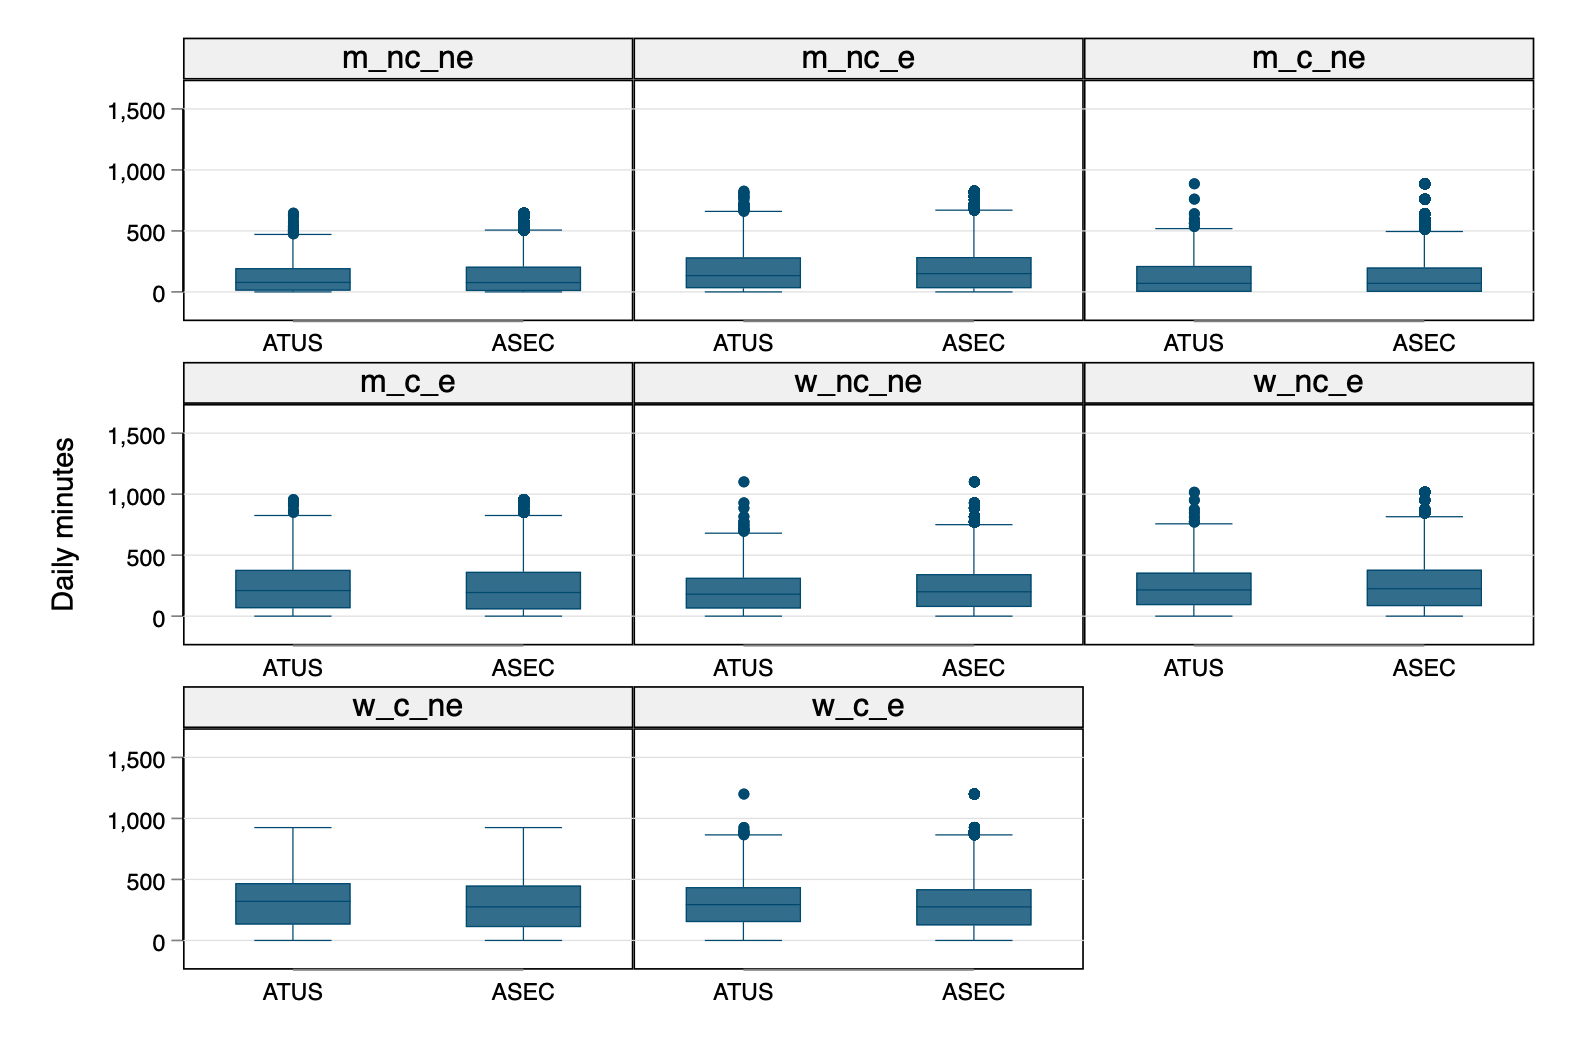 m_nc_ne
m_nc_e
m_c_ne
1,500
1,000
500
0
ATUS
ASEC
ATUS
ASEC
ATUS
ASEC
m_c_e
w_nc_ne
w_nc_e
Daily minutes
1,500
1,000
500
0
ATUS
ASEC
ATUS
ASEC
ATUS
ASEC
w_c_ne
w_c_e
1,500
1,000
500
0
ATUS
ASEC
ATUS
ASEC